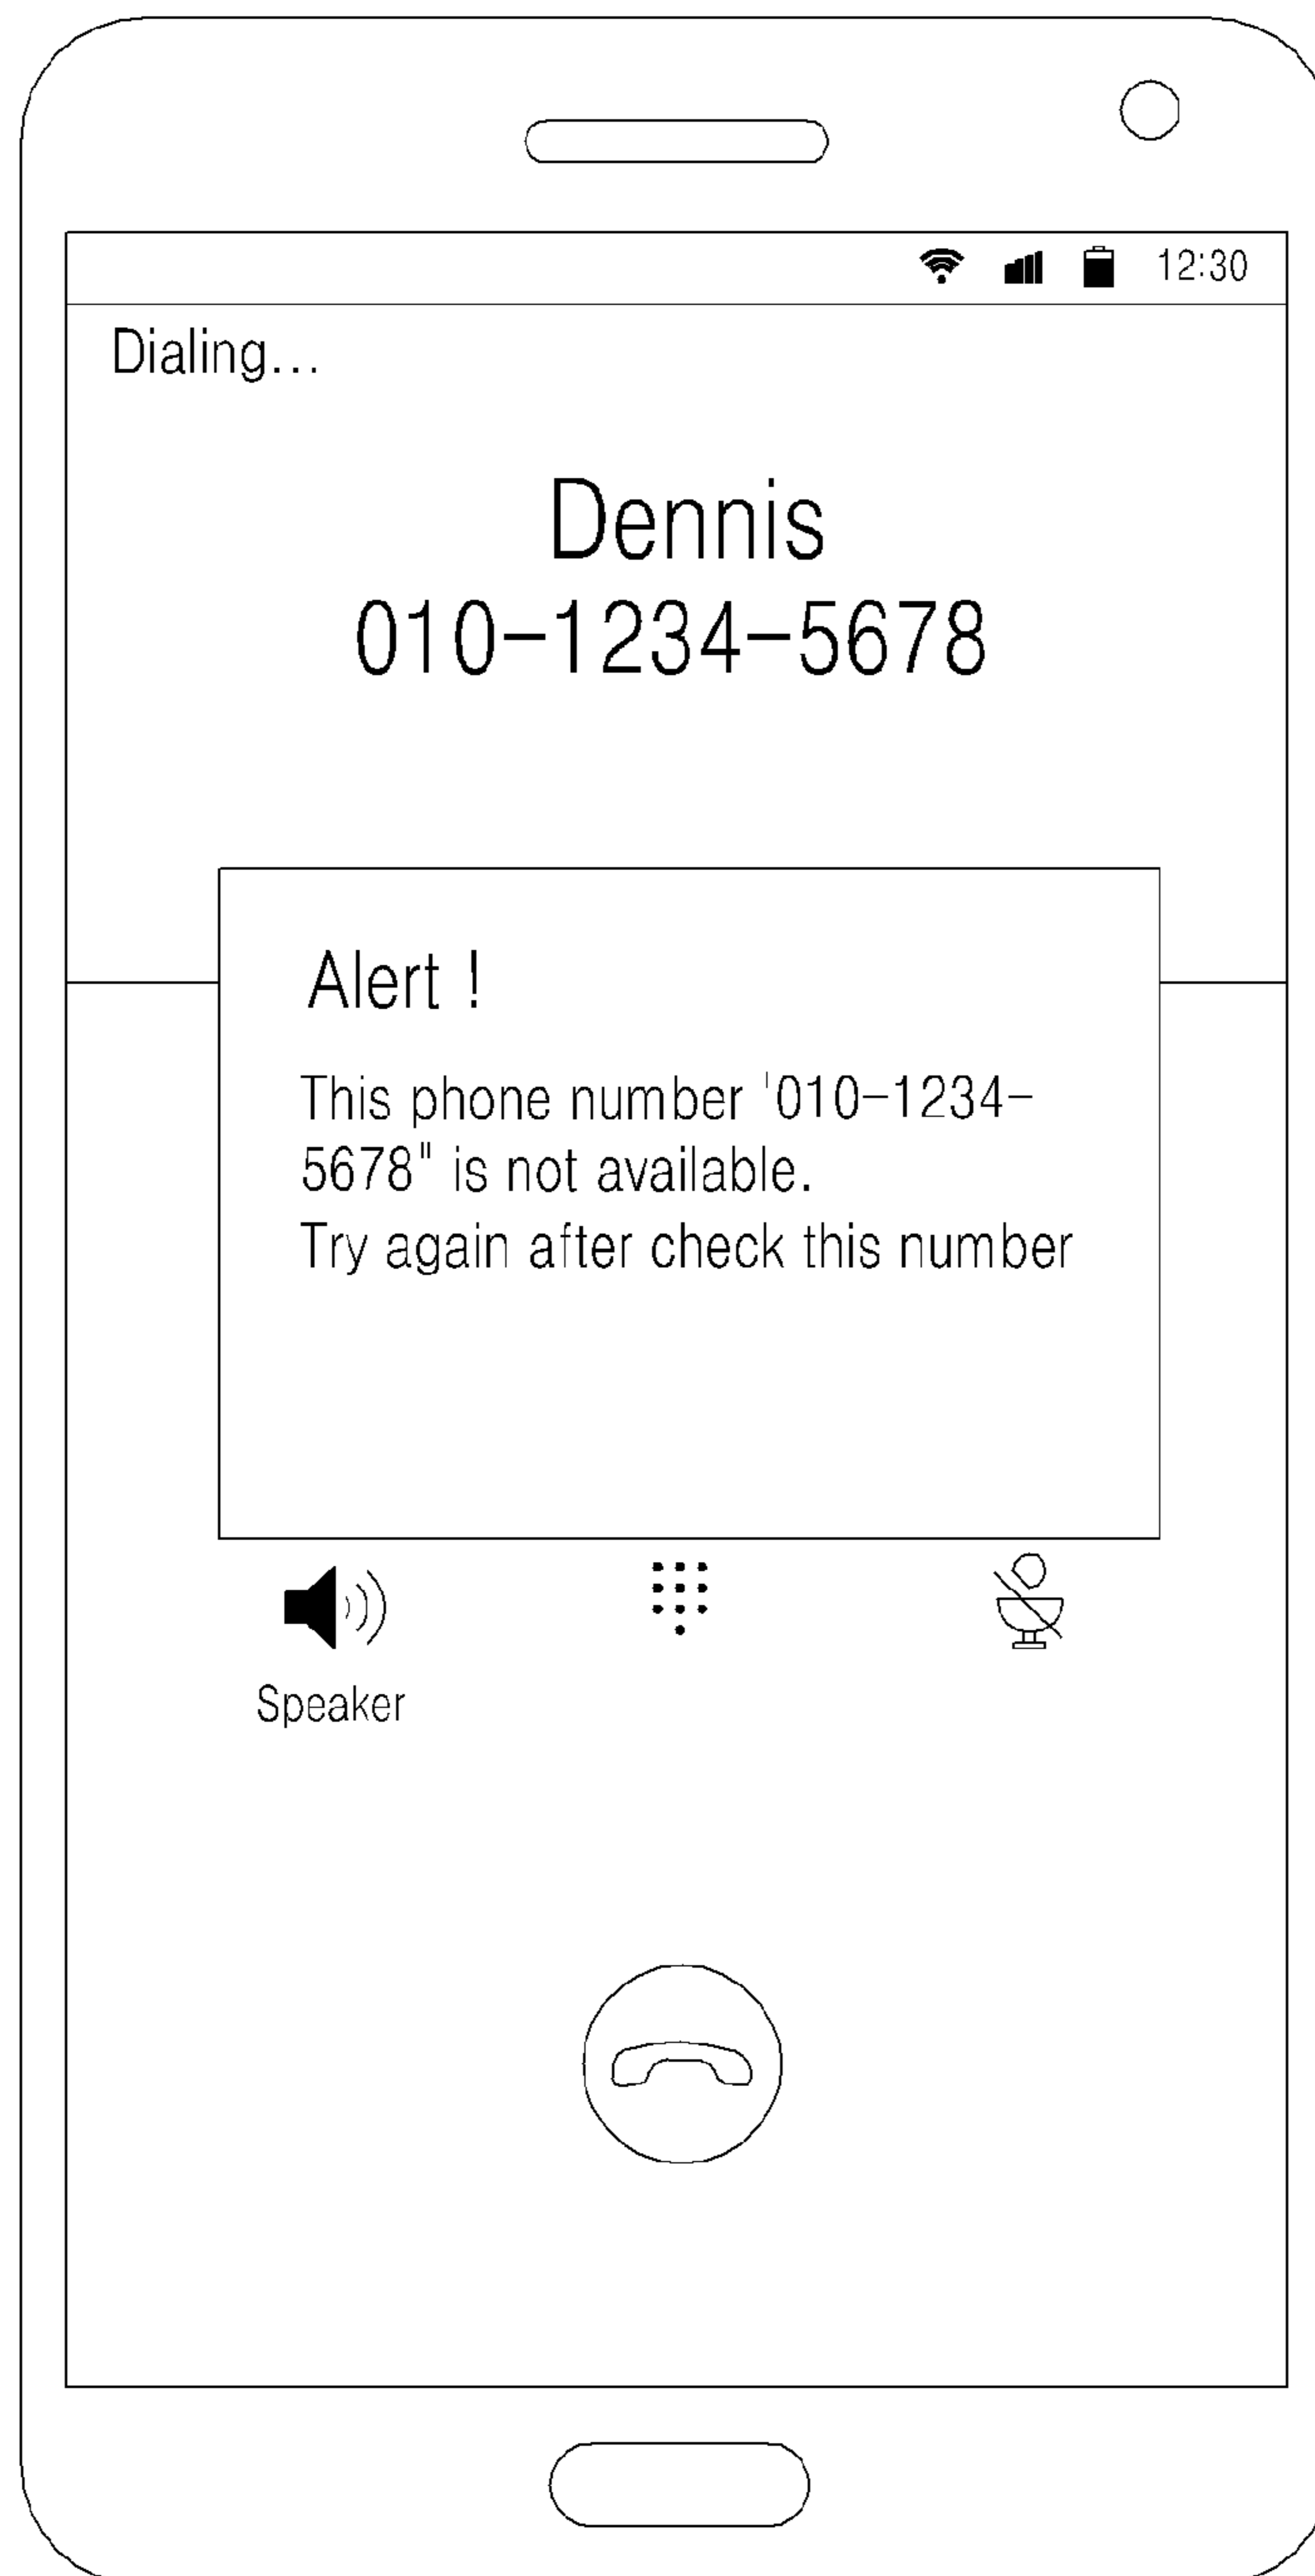 12:30
Dialing...
Dennis
010-1234-5678
Alert !
This phone number '010-1234-
5678" is not available.
Try again after check this number
Speaker